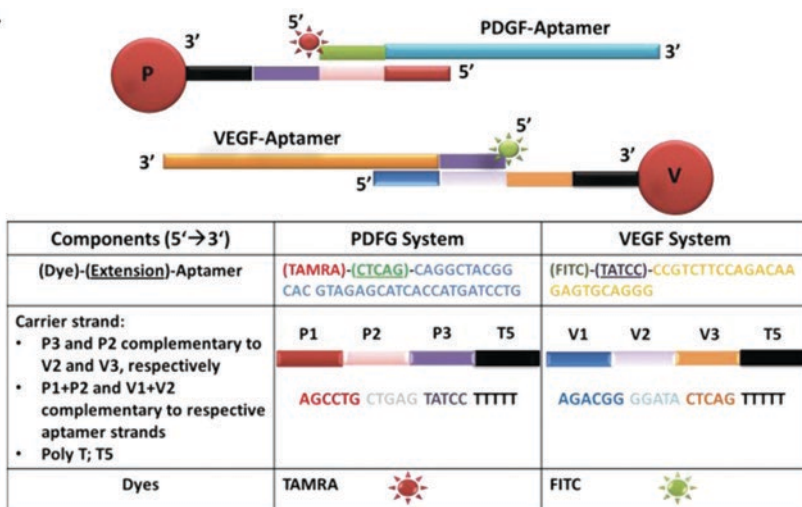 5'
PDGF-Aptamer
3'
3'
P
5'
VEGF-Aptamer
5'
3'
3'
5'
V
Components (5'→3')
PDFG System
VEGF System
(Dye)-(Extension)-Aptamer
(TAMRA)-(CTCAG)-CAGGCTACGG
CAC GTAGAGCATCACCATGATCCTG
(FITC)-(TATCC)-CCGTCTTCCAGACAA
GAGTGCAGGG
Carrier strand:
• P3 and P2 complementary to
V2 and V3, respectively
• P1+P2 and V1+V2
complementary to respective
aptamer strands
• Poly T; T5
P1 P2 P3 T5
AGCCTG CTGAG TATCC TTTTT
V1 V2 V3 T5
AGACGG GGATA CTCAG TTTTT
Dyes
TAMRA
FITC